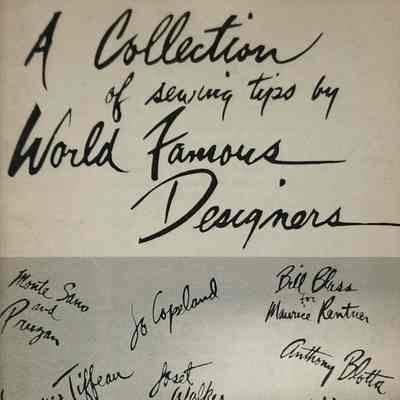 A Collection
of sewing tips by
World Famous
Designers
Monte Sano
and
Pruzan
Jo Copeland
Bill Blass
for
Maurice Rentner
Anthony Blotta
Tiffeau
Joset
Walker